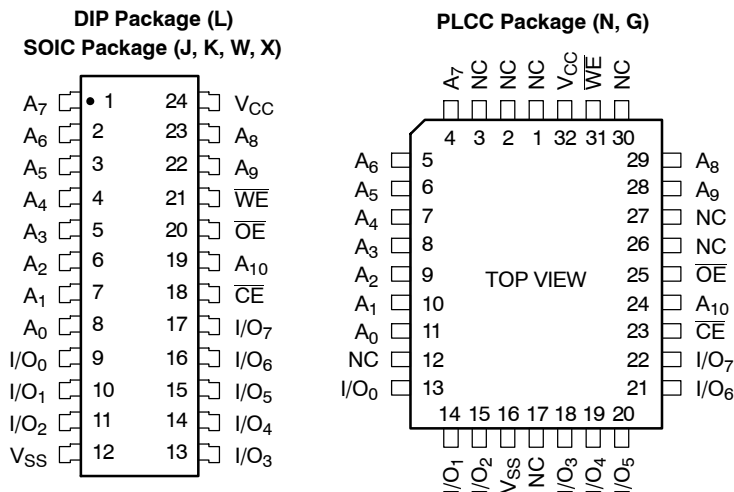 DIP Package (L)
SOIC Package (J, K, W, X)
A7 1 24 VCC
A6 2 23 A8
A5 3 22 A9
A4 4 21 W̅E̅
A3 5 20 O̅E̅
A2 6 19 A10
A1 7 18 C̅E̅
A0 8 17 I/O7
I/O0 9 16 I/O6
I/O1 10 15 I/O5
I/O2 11 14 I/O4
VSS 12 13 I/O3
PLCC Package (N, G)
A7 NC NC NC VCC W̅E̅ NC
4 3 2 1 32 31 30
A6 5 29 A8
A5 6 28 A9
A4 7 27 NC
A3 8 26 NC
A2 9 TOP VIEW 25 O̅E̅
A1 10 24 A10
A0 11 23 C̅E̅
NC 12 22 I/O7
I/O0 13 21 I/O6
14 15 16 17 18 19 20
I/O1 I/O2 VSS NC I/O3 I/O4 I/O5